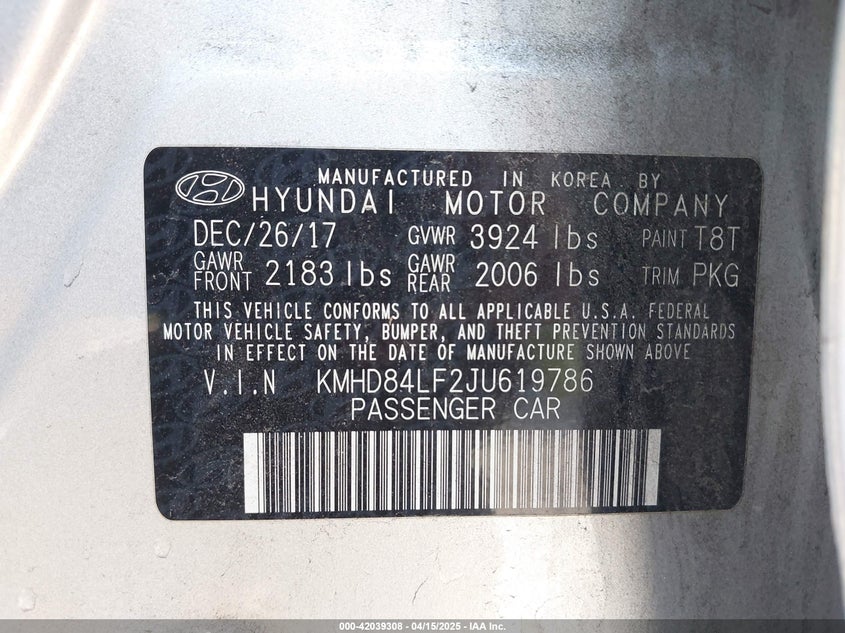 MANUFACTURED IN KOREA BY
HYUNDAI MOTOR COMPANY
DEC/26/17 GVWR 3924 lbs PAINT T8T
GAWR FRONT 2183 lbs GAWR REAR 2006 lbs TRIM PKG
THIS VEHICLE CONFORMS TO ALL APPLICABLE U.S.A. FEDERAL
MOTOR VEHICLE SAFETY, BUMPER, AND THEFT PREVENTION STANDARDS
IN EFFECT ON THE DATE OF MANUFACTURE SHOWN ABOVE
V.I.N KMHD84LF2JU619786
PASSENGER CAR
000-42039308 - 04/15/2025 - IAA Inc.